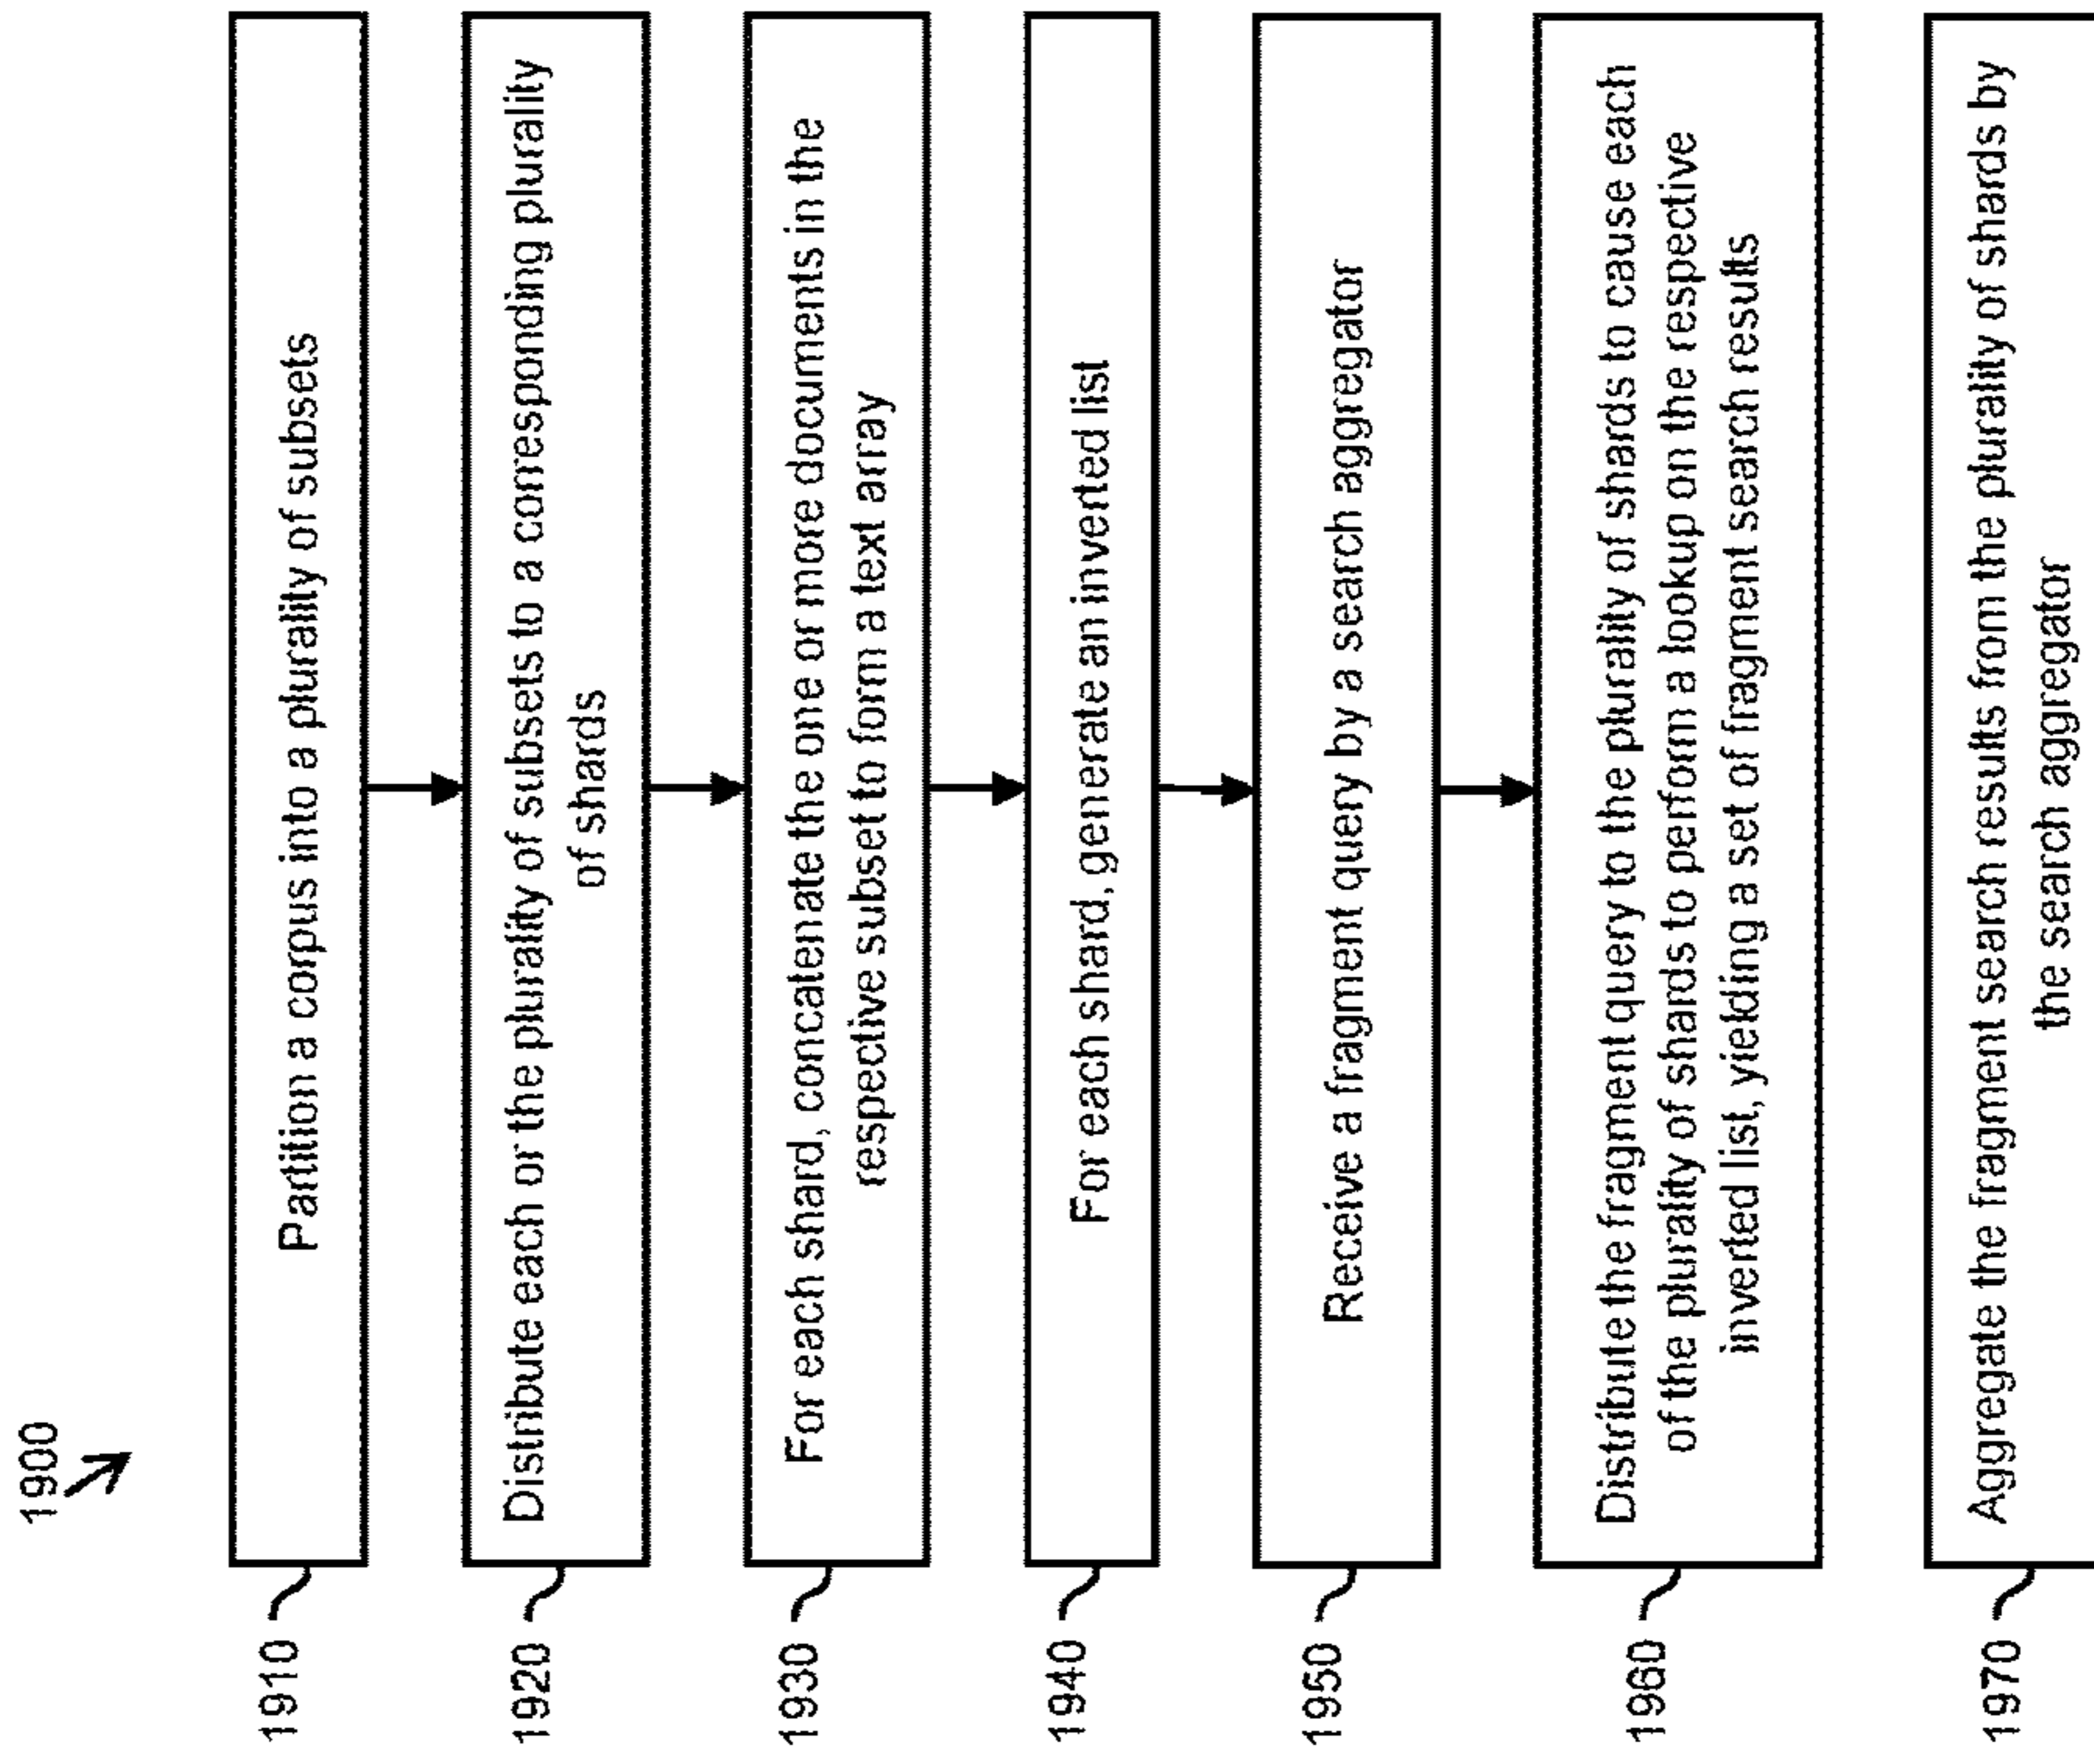 1900
1910
Partition a corpus into a plurality of subsets
1920
Distribute each or the plurality of subsets to a corresponding plurality
of shards
1930
For each shard, concatenate the one or more documents in the
respective subset to form a text array
1940
For each shard, generate an inverted list
1950
Receive a fragment query by a search aggregator
1960
Distribute the fragment query to the plurality of shards to cause each
of the plurality of shards to perform a lookup on the respective
inverted list, yielding a set of fragment search results
1970
Aggregate the fragment search results from the plurality of shards by
the search aggregator